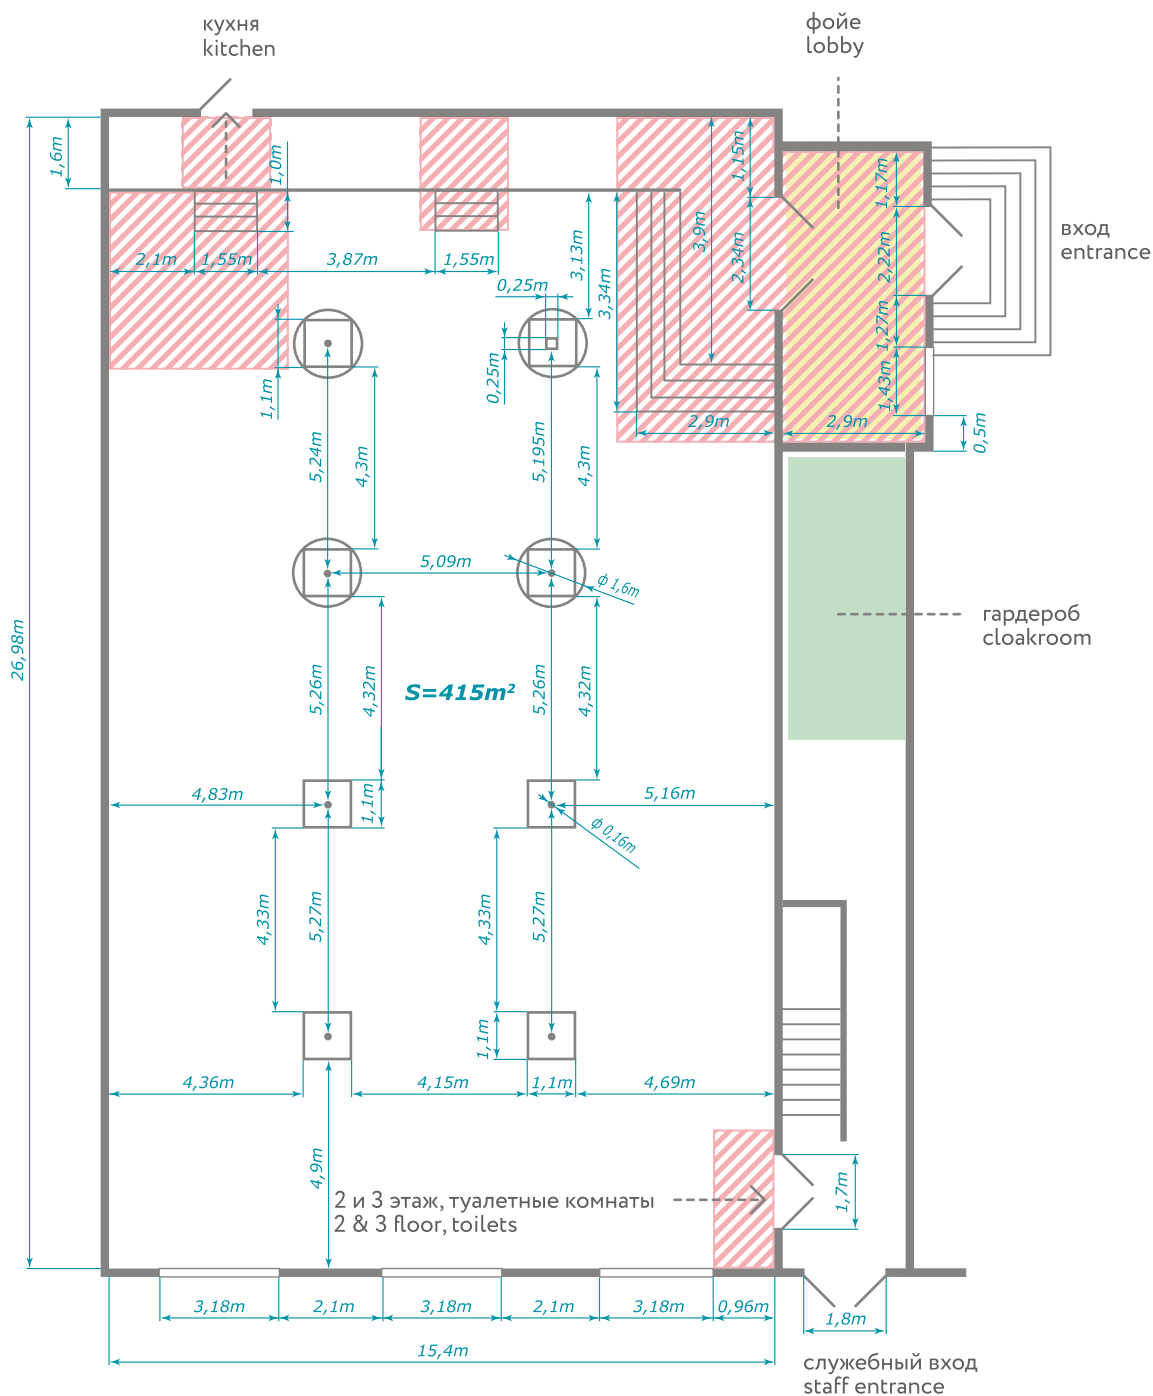 кухня
kitchen
фойе
lobby
1,6m
1,0m
1,15m
1,17m
вход
entrance
2,1m
1,55m
3,87m
1,55m
3,13m
3,9m
2,34m
2,22m
0,25m
3,34m
1,27m
0,25m
1,1m
1,43m
2,9m
2,9m
0,5m
5,24m
4,3m
5,195m
4,3m
5,09m
ф 1,6m
гардероб
cloakroom
26,98m
5,26m
4,32m
S=415m²
5,26m
4,32m
4,83m
1,1m
5,16m
ф 0,16m
4,33m
5,27m
4,33m
5,27m
1,1m
4,36m
4,15m
1,1m
4,69m
4,9m
2 и 3 этаж, туалетные комнаты
2 & 3 floor, toilets
1,7m
3,18m
2,1m
3,18m
2,1m
3,18m
0,96m
1,8m
15,4m
служебный вход
staff entrance